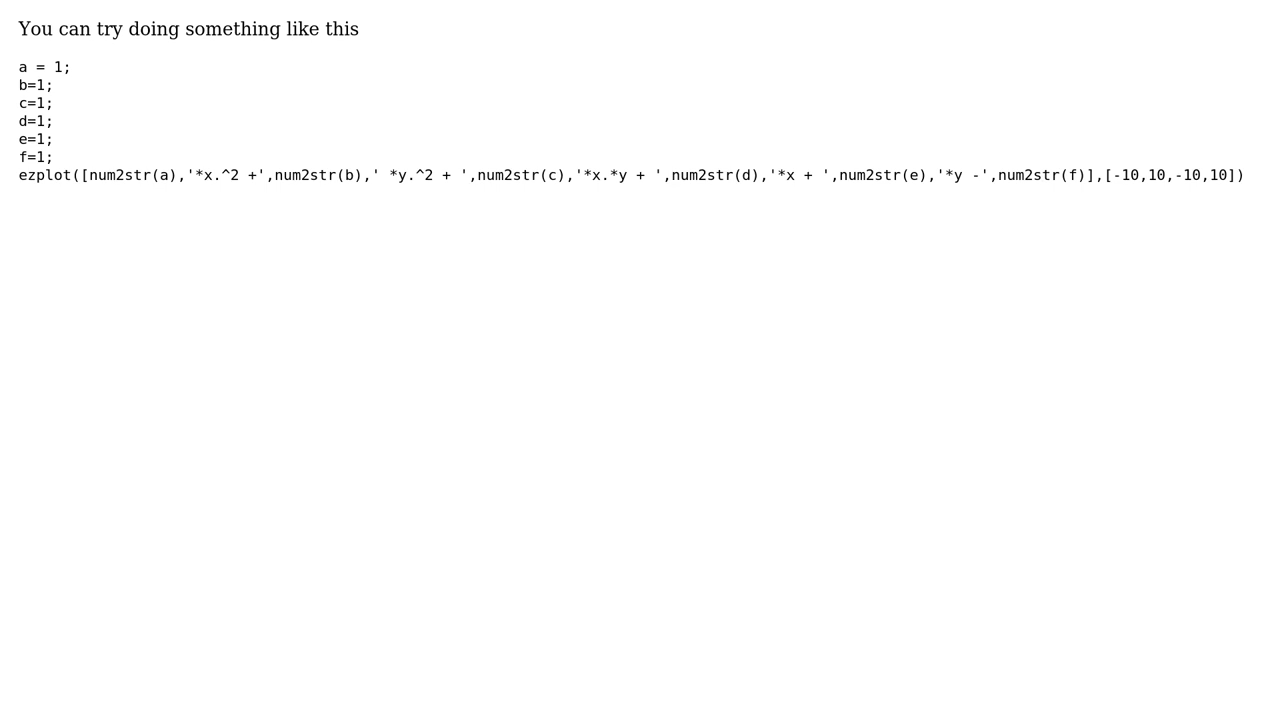 You can try doing something like this
a = 1;
b=1;
c=1;
d=1;
e=1;
f=1;
ezplot([num2str(a),'*x.^2 +',num2str(b),' *y.^2 + ',num2str(c),'*x.*y + ',num2str(d),'*x + ',num2str(e),'*y -',num2str(f)],[-10,10,-10,10])